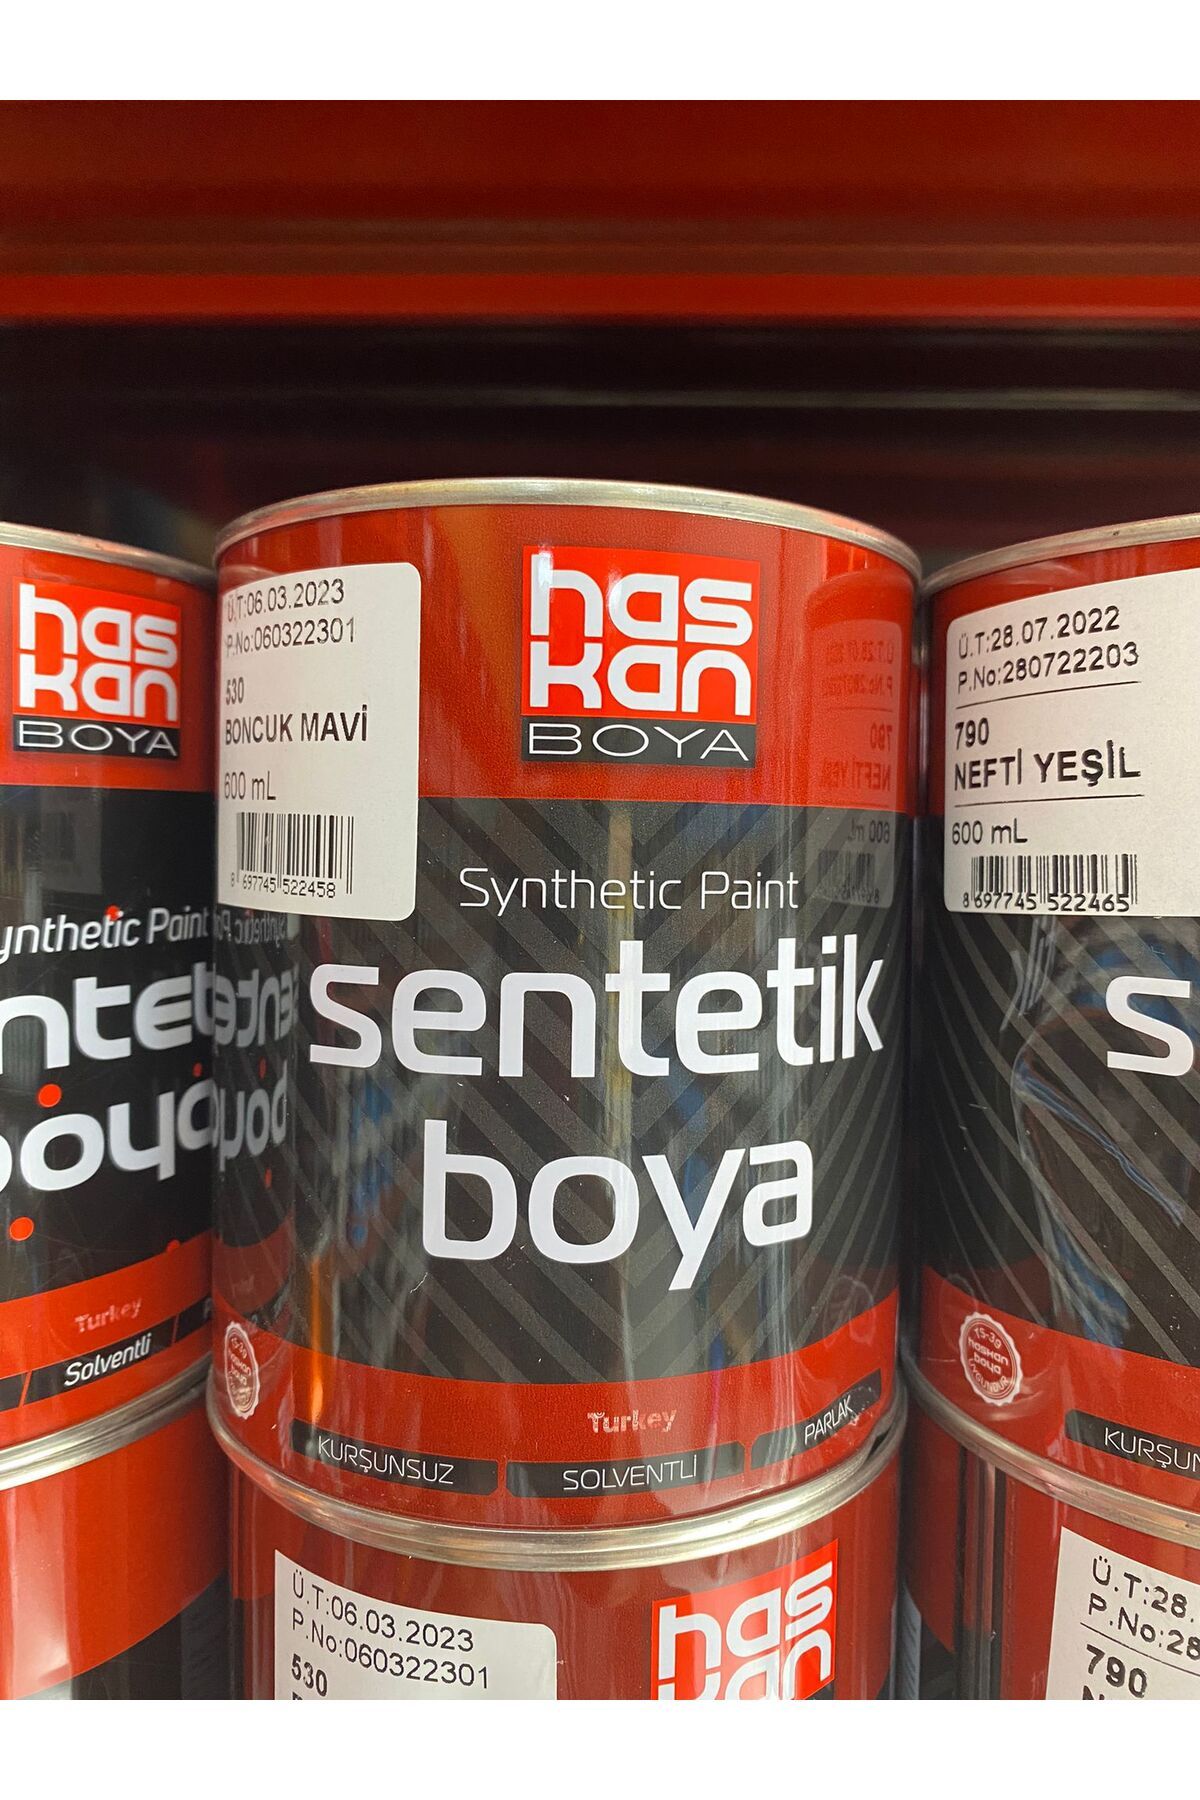 has
kan
BOYA
ynthetic Paint
ntet
boya
Turkey
Solventli
Ü.T:06.03.2023
P.No:060322301
530
BONCUK MAVİ
600 mL
8 697745 522458
has
kan
BOYA
Synthetic Paint
sentetik
boya
Turkey
KURŞUNSUZ
SOLVENTLİ
PARLAK
Ü.T:28.07.2022
P.No:280722203
790
NEFTİ YEŞİL
600 mL
8 697745 522465
s
haskan
boya
KURŞUN
Ü.T:06.03.2023
P.No:060322301
530
has
kan
Ü.T:28.
P.No:28
790